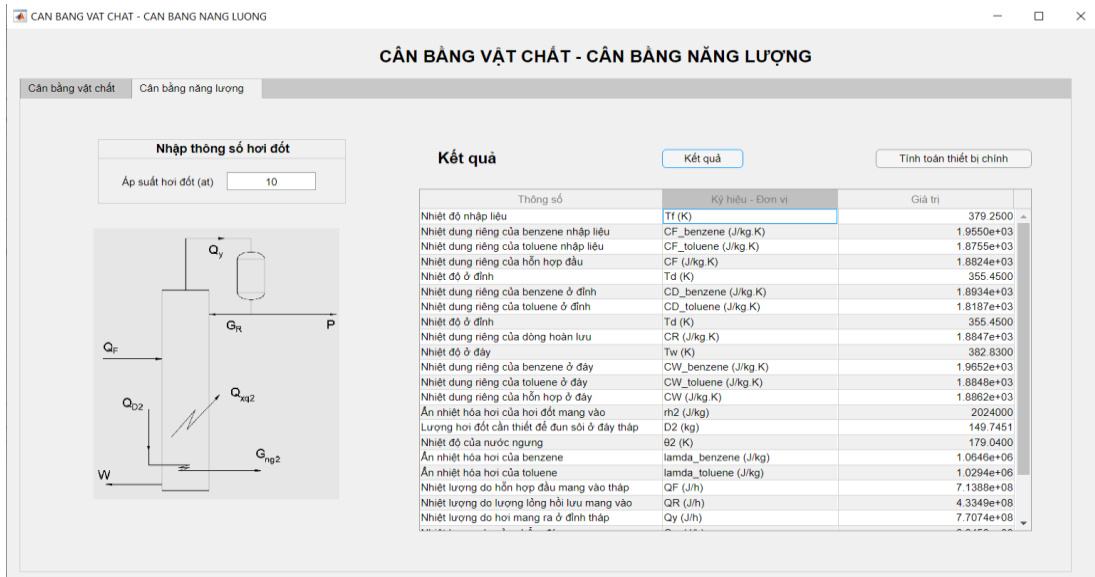 CAN BANG VAT CHAT - CAN BANG NANG LUONG
CÂN BẰNG VẬT CHẤT - CÂN BẰNG NĂNG LƯỢNG
Cân bằng vật chất Cân bằng năng lượng
Nhập thông số hơi đốt
Áp suất hơi đốt (at) 10
Kết quả Kết quả Tính toán thiết bị chính
Thông số Ký hiệu - Đơn vị Giá trị
Nhiệt độ nhập liệu Tf (K) 379.2500
Nhiệt dung riêng của benzene nhập liệu CF_benzene (J/kg.K) 1.9550e+03
Nhiệt dung riêng của toluene nhập liệu CF_toluene (J/kg.K) 1.8755e+03
Nhiệt dung riêng của hỗn hợp đầu CF (J/kg.K) 1.8824e+03
Nhiệt độ ở đỉnh Td (K) 355.4500
Nhiệt dung riêng của benzene ở đỉnh CD_benzene (J/kg.K) 1.8934e+03
Nhiệt dung riêng của toluene ở đỉnh CD_toluene (J/kg.K) 1.8187e+03
Nhiệt độ ở đỉnh Td (K) 355.4500
Nhiệt dung riêng của dòng hoàn lưu CR (J/kg.K) 1.8847e+03
Nhiệt độ ở đáy Tw (K) 382.8300
Nhiệt dung riêng của benzene ở đáy CW_benzene (J/kg.K) 1.9652e+03
Nhiệt dung riêng của toluene ở đáy CW_toluene (J/kg.K) 1.8848e+03
Nhiệt dung riêng của hỗn hợp ở đáy CW (J/kg.K) 1.8862e+03
Ẩn nhiệt hóa hơi của hơi đốt mang vào rh2 (J/kg) 2024000
Lượng hơi đốt cần thiết để đun sôi ở đáy tháp D2 (kg) 149.7451
Nhiệt độ của nước ngưng θ2 (K) 179.0400
Ẩn nhiệt hóa hơi của benzene lamda_benzene (J/kg) 1.0646e+06
Ẩn nhiệt hóa hơi của toluene lamda_toluene (J/kg) 1.0294e+06
Nhiệt lượng do hỗn hợp đầu mang vào tháp QF (J/h) 7.1388e+08
Nhiệt lượng do lượng lỏng hồi lưu mang vào QR (J/h) 4.3349e+08
Nhiệt lượng do hơi mang ra ở đỉnh tháp Qy (J/h) 7.7074e+08
Qy
GR P
QF
Qxq2
QD2
Gng2
W